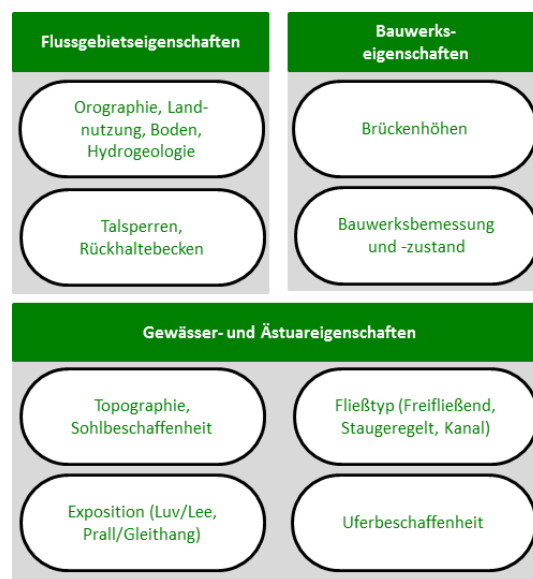 Flussgebietseigenschaften
Orographie, Land-
nutzung, Boden,
Hydrogeologie
Talsperren,
Rückhaltebecken
Bauwerks-
eigenschaften
Brückenhöhen
Bauwerksbemessung
und -zustand
Gewässer- und Ästuareigenschaften
Topographie,
Sohlbeschaffenheit
Fließtyp (Freifließend,
Staugeregelt, Kanal)
Exposition (Luv/Lee,
Prall/Gleithang)
Uferbeschaffenheit